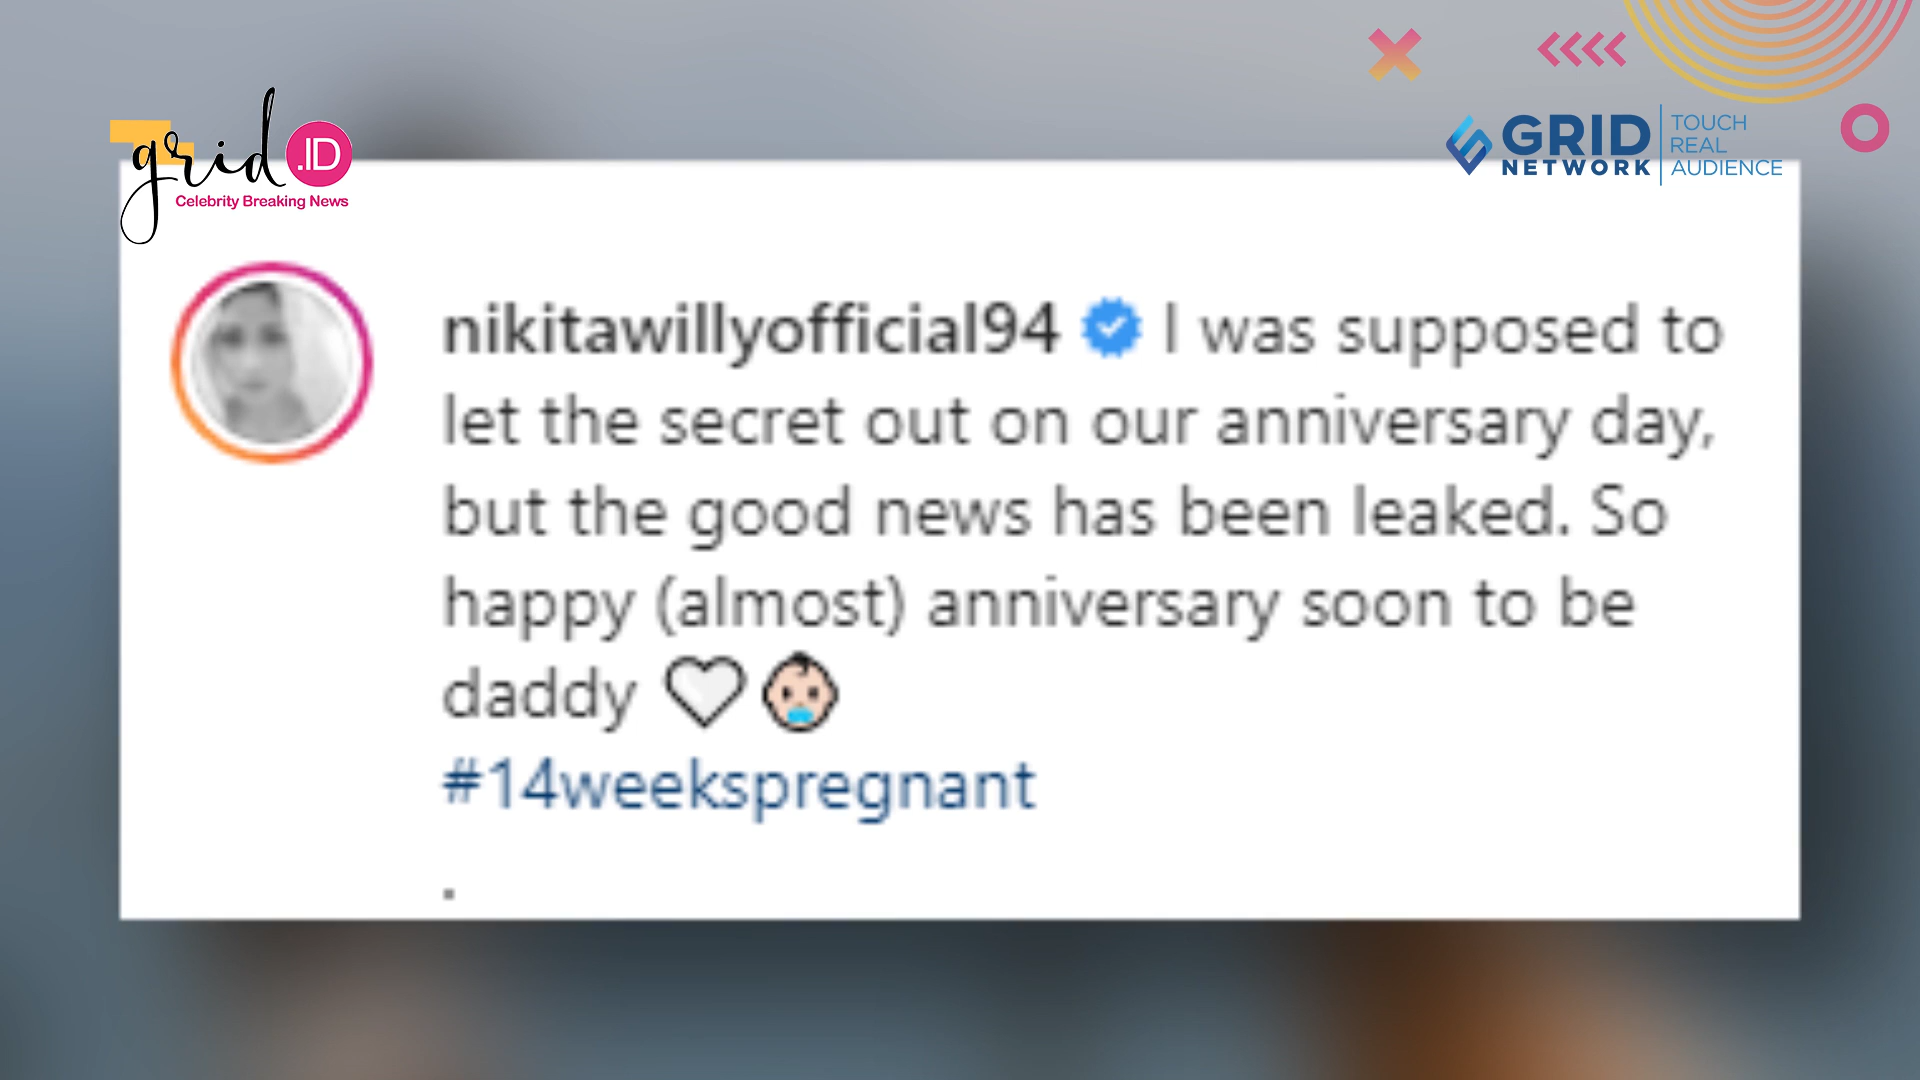 grid .ID
Celebrity Breaking News
GRID NETWORK
TOUCH
REAL
AUDIENCE
nikitawillyofficial94 I was supposed to
let the secret out on our anniversary day,
but the good news has been leaked. So
happy (almost) anniversary soon to be
daddy 🤍👶🏻
#14weekspregnant
.